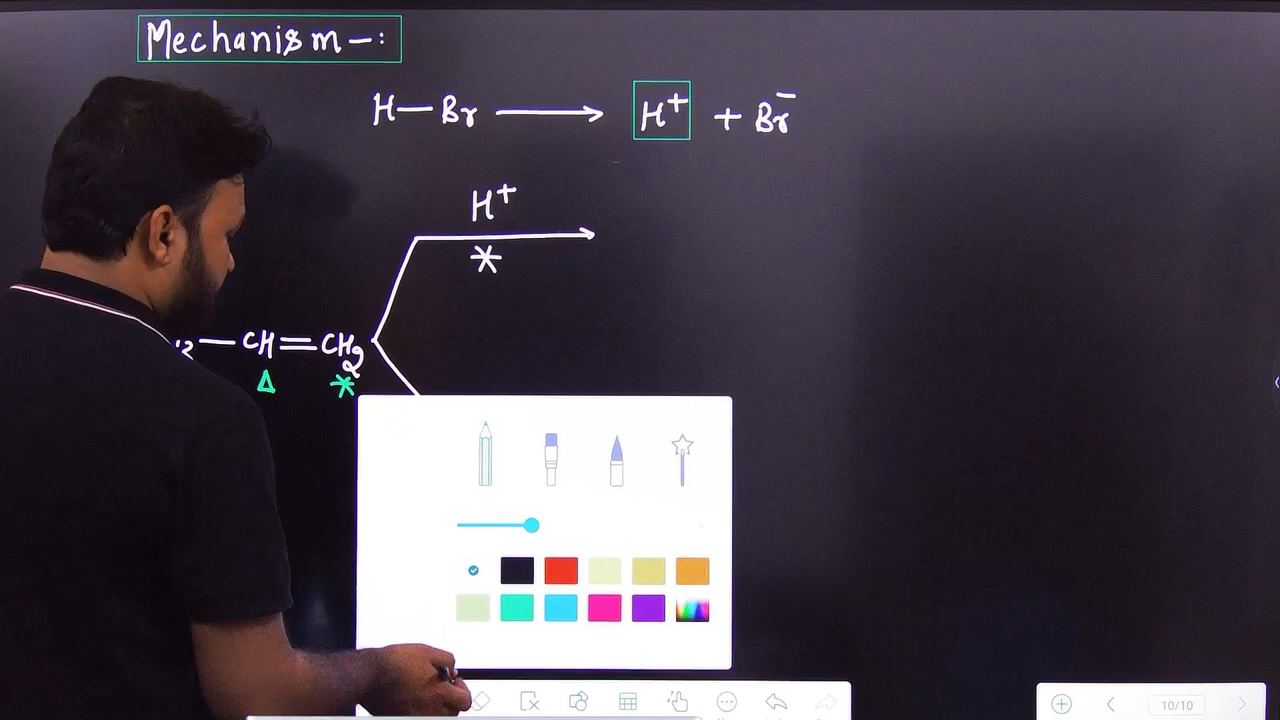 Mechanism -:
H—Br ⟶ H⁺ + Br⁻
H⁺
*
—CH=CH₂
Δ *
10/10